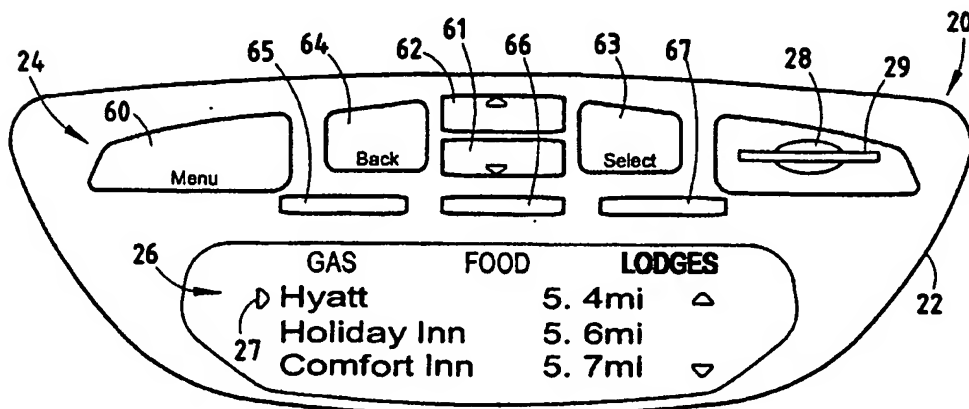 65 64 62 61 66 63 67 28 20
24 29
60
Menu Back △ ▽ Select
26 GAS FOOD LODGES
22
▷ Hyatt 5. 4mi △
27 Holiday Inn 5. 6mi
Comfort Inn 5. 7mi ▽